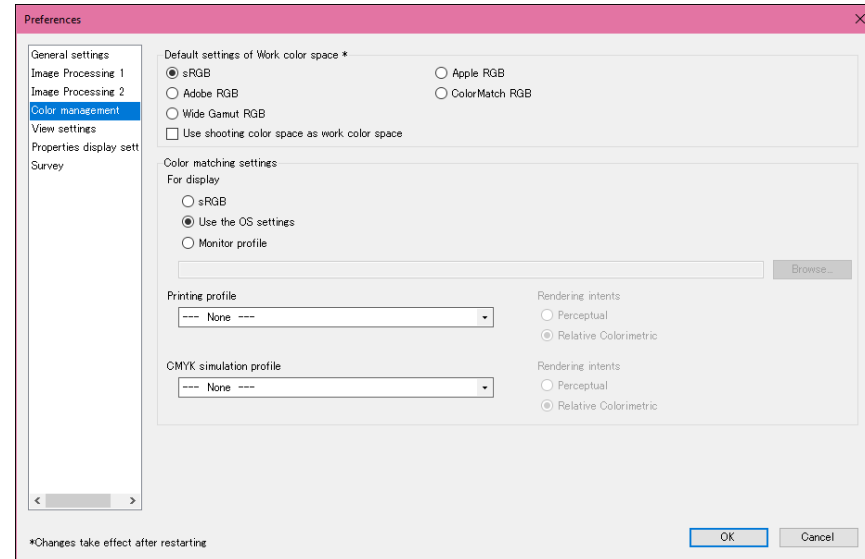 Preferences
General settings
Image Processing 1
Image Processing 2
Color management
View settings
Properties display sett
Survey
Default settings of Work color space *
sRGB
Apple RGB
Adobe RGB
ColorMatch RGB
Wide Gamut RGB
Use shooting color space as work color space
Color matching settings
For display
sRGB
Use the OS settings
Monitor profile
Browse...
Printing profile
--- None ---
Rendering intents
Perceptual
Relative Colorimetric
CMYK simulation profile
--- None ---
Rendering intents
Perceptual
Relative Colorimetric
*Changes take effect after restarting
OK
Cancel